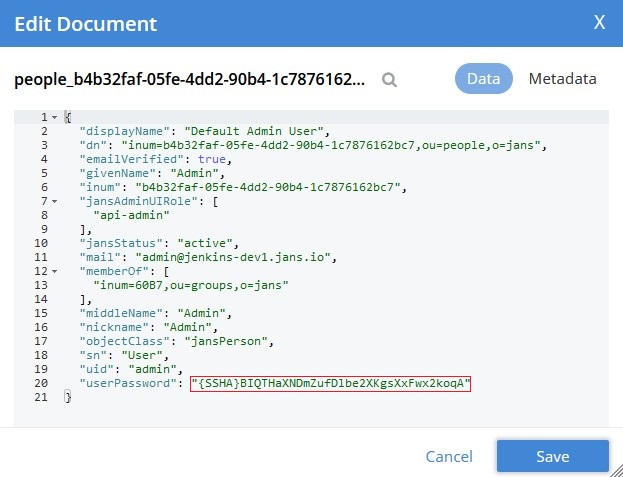 Edit Document
X
people_b4b32faf-05fe-4dd2-90b4-1c7876162...
Data
Metadata
1 {
2 "displayName": "Default Admin User",
3 "dn": "inum=b4b32faf-05fe-4dd2-90b4-1c7876162bc7,ou=people,o=jans",
4 "emailVerified": true,
5 "givenName": "Admin",
6 "inum": "b4b32faf-05fe-4dd2-90b4-1c7876162bc7",
7 "jansAdminUIRole": [
8 "api-admin"
9 ],
10 "jansStatus": "active",
11 "mail": "admin@jenkins-dev1.jans.io",
12 "memberOf": [
13 "inum=60B7,ou=groups,o=jans"
14 ],
15 "middleName": "Admin",
16 "nickname": "Admin",
17 "objectClass": "jansPerson",
18 "sn": "User",
19 "uid": "admin",
20 "userPassword": "{SSHA}BIQTHaXNDmZufDlbe2XKgsXxFwx2koqA"
21 }
Cancel
Save